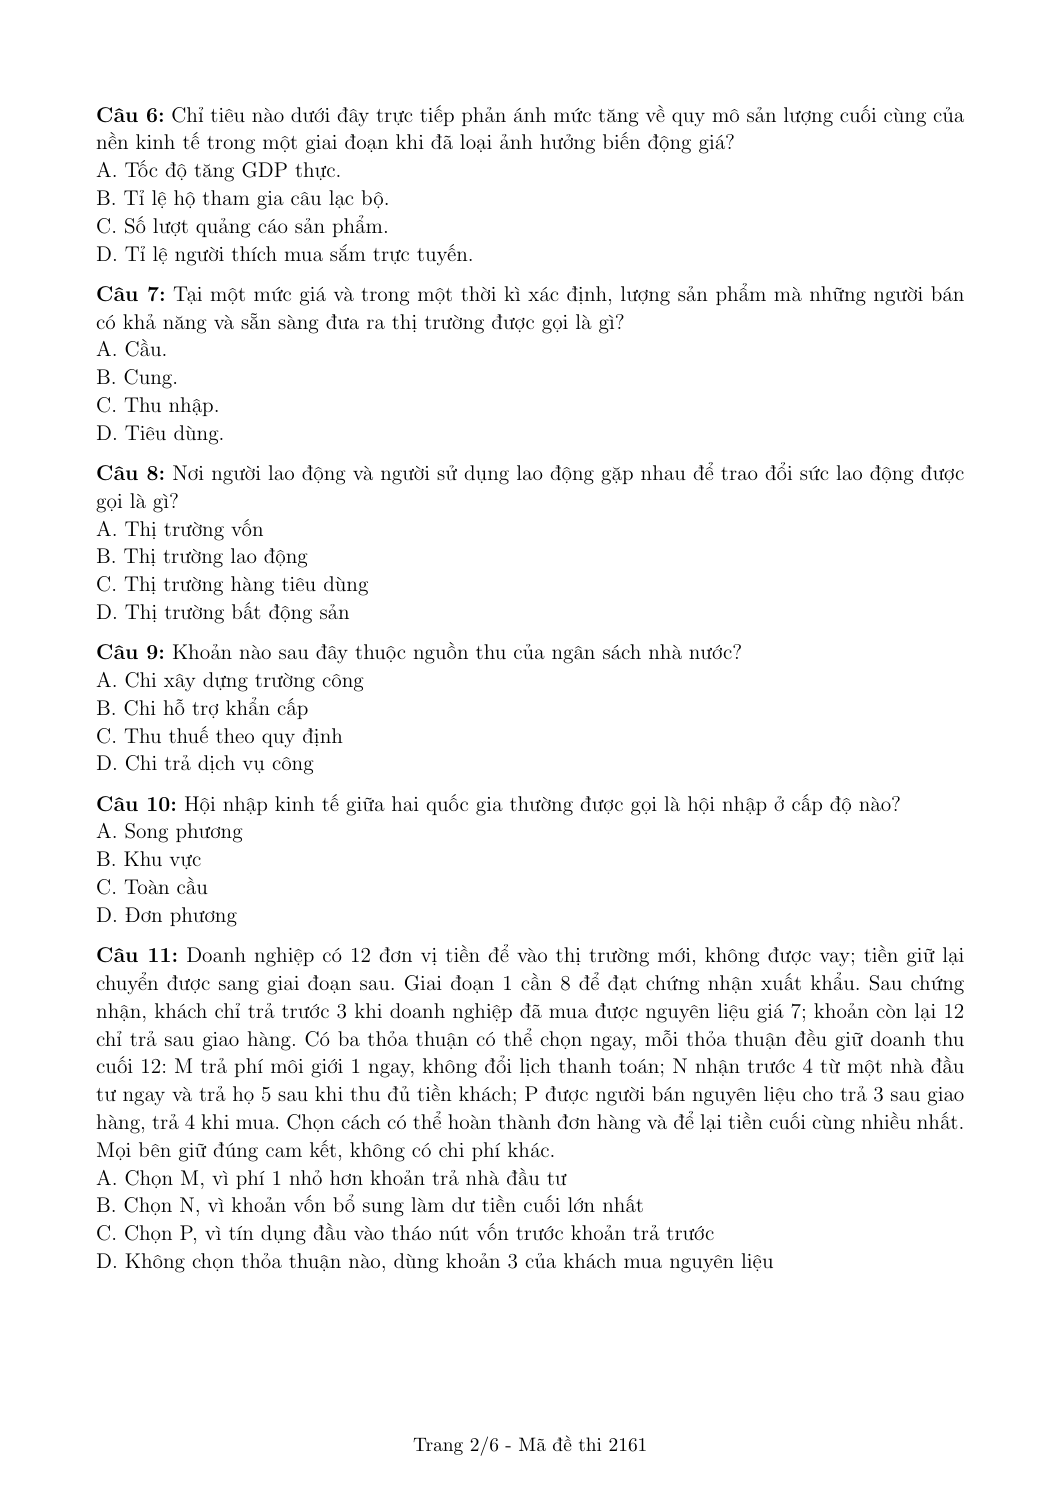 Câu 6: Chỉ tiêu nào dưới đây trực tiếp phản ánh mức tăng về quy mô sản lượng cuối cùng của
nền kinh tế trong một giai đoạn khi đã loại ảnh hưởng biến động giá?
A. Tốc độ tăng GDP thực.
B. Tỉ lệ hộ tham gia câu lạc bộ.
C. Số lượt quảng cáo sản phẩm.
D. Tỉ lệ người thích mua sắm trực tuyến.
Câu 7: Tại một mức giá và trong một thời kì xác định, lượng sản phẩm mà những người bán
có khả năng và sẵn sàng đưa ra thị trường được gọi là gì?
A. Cầu.
B. Cung.
C. Thu nhập.
D. Tiêu dùng.
Câu 8: Nơi người lao động và người sử dụng lao động gặp nhau để trao đổi sức lao động được
gọi là gì?
A. Thị trường vốn
B. Thị trường lao động
C. Thị trường hàng tiêu dùng
D. Thị trường bất động sản
Câu 9: Khoản nào sau đây thuộc nguồn thu của ngân sách nhà nước?
A. Chi xây dựng trường công
B. Chi hỗ trợ khẩn cấp
C. Thu thuế theo quy định
D. Chi trả dịch vụ công
Câu 10: Hội nhập kinh tế giữa hai quốc gia thường được gọi là hội nhập ở cấp độ nào?
A. Song phương
B. Khu vực
C. Toàn cầu
D. Đơn phương
Câu 11: Doanh nghiệp có 12 đơn vị tiền để vào thị trường mới, không được vay; tiền giữ lại
chuyển được sang giai đoạn sau. Giai đoạn 1 cần 8 để đạt chứng nhận xuất khẩu. Sau chứng
nhận, khách chỉ trả trước 3 khi doanh nghiệp đã mua được nguyên liệu giá 7; khoản còn lại 12
chỉ trả sau giao hàng. Có ba thỏa thuận có thể chọn ngay, mỗi thỏa thuận đều giữ doanh thu
cuối 12: M trả phí môi giới 1 ngay, không đổi lịch thanh toán; N nhận trước 4 từ một nhà đầu
tư ngay và trả họ 5 sau khi thu đủ tiền khách; P được người bán nguyên liệu cho trả 3 sau giao
hàng, trả 4 khi mua. Chọn cách có thể hoàn thành đơn hàng và để lại tiền cuối cùng nhiều nhất.
Mọi bên giữ đúng cam kết, không có chi phí khác.
A. Chọn M, vì phí 1 nhỏ hơn khoản trả nhà đầu tư
B. Chọn N, vì khoản vốn bổ sung làm dư tiền cuối lớn nhất
C. Chọn P, vì tín dụng đầu vào tháo nút vốn trước khoản trả trước
D. Không chọn thỏa thuận nào, dùng khoản 3 của khách mua nguyên liệu
Trang 2/6 - Mã đề thi 2161